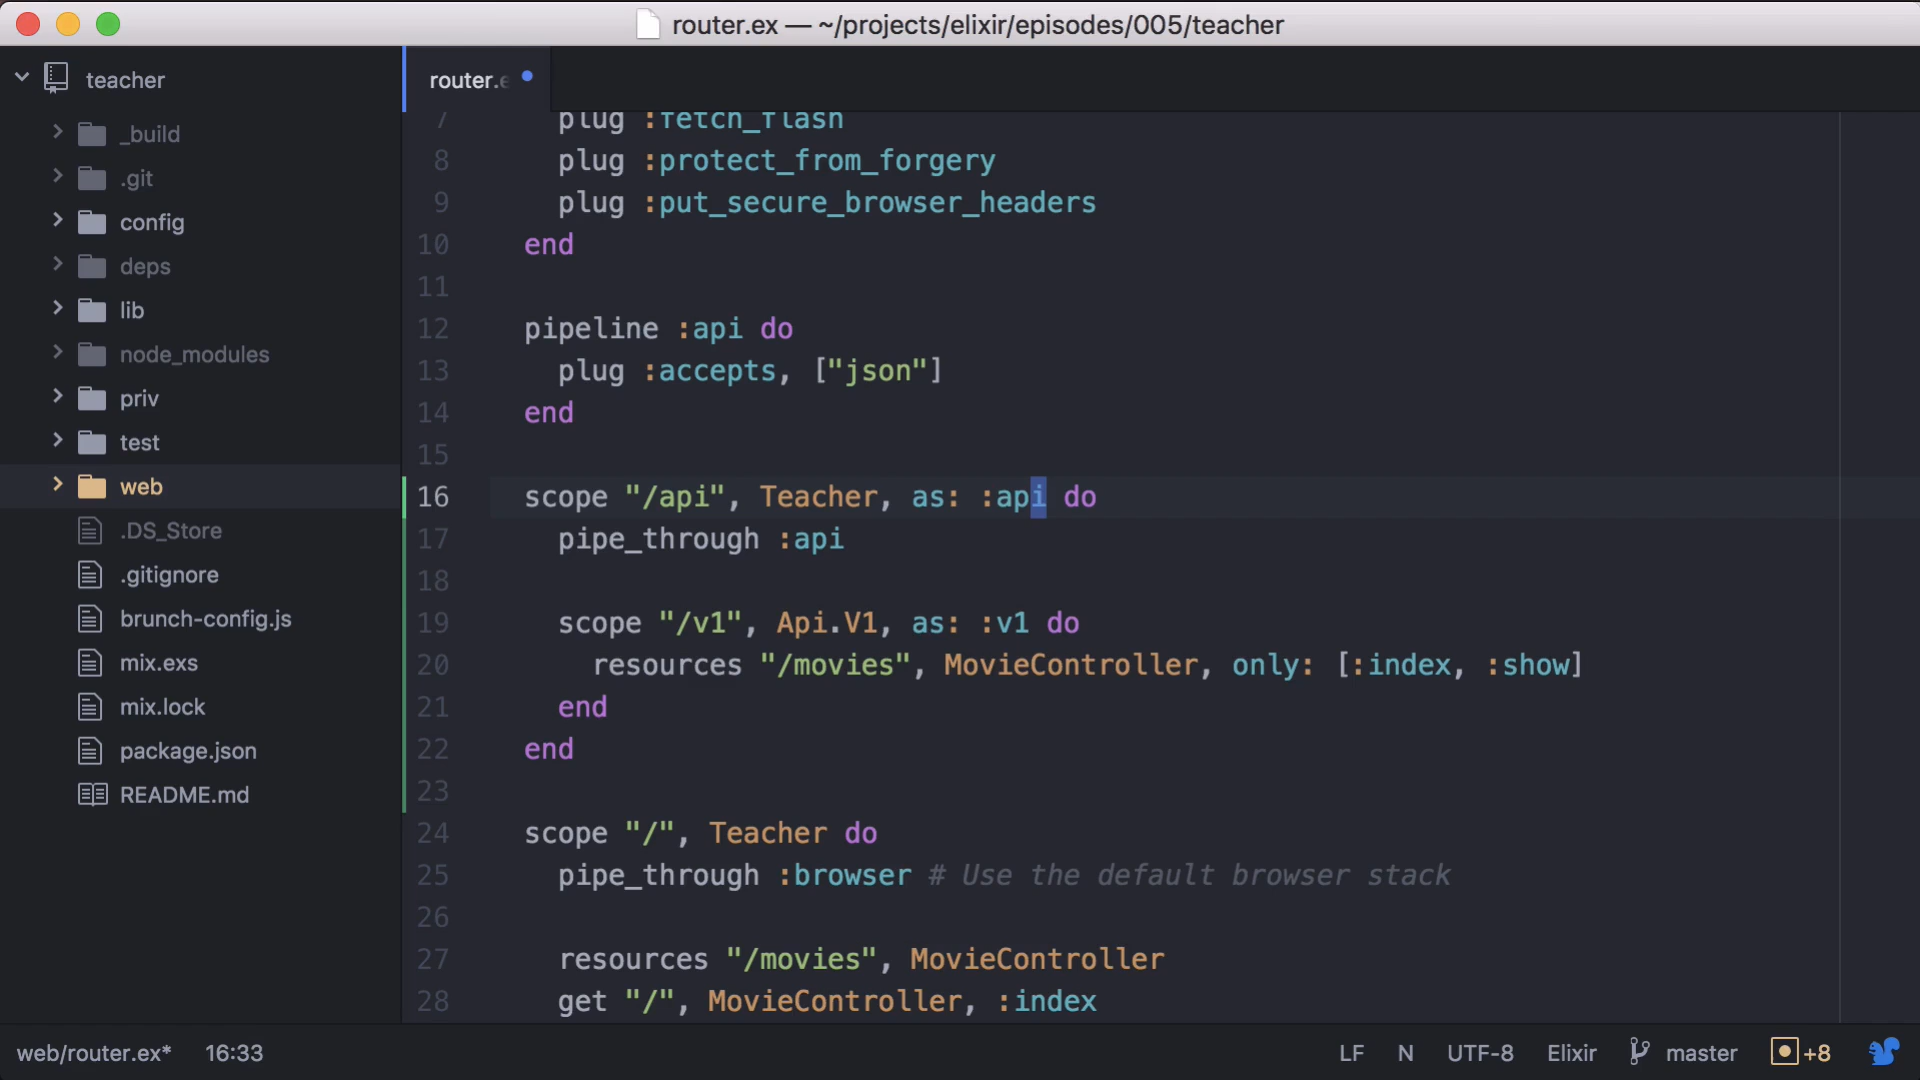 router.ex — ~/projects/elixir/episodes/005/teacher
teacher
_build
.git
config
deps
lib
node_modules
priv
test
web
.DS_Store
.gitignore
brunch-config.js
mix.exs
mix.lock
package.json
README.md
router.e
7 plug :fetch_flash
8 plug :protect_from_forgery
9 plug :put_secure_browser_headers
10 end
11
12 pipeline :api do
13 plug :accepts, ["json"]
14 end
15
16 scope "/api", Teacher, as: :api do
17 pipe_through :api
18
19 scope "/v1", Api.V1, as: :v1 do
20 resources "/movies", MovieController, only: [:index, :show]
21 end
22 end
23
24 scope "/", Teacher do
25 pipe_through :browser # Use the default browser stack
26
27 resources "/movies", MovieController
28 get "/", MovieController, :index
web/router.ex* 16:33 LF N UTF-8 Elixir master +8